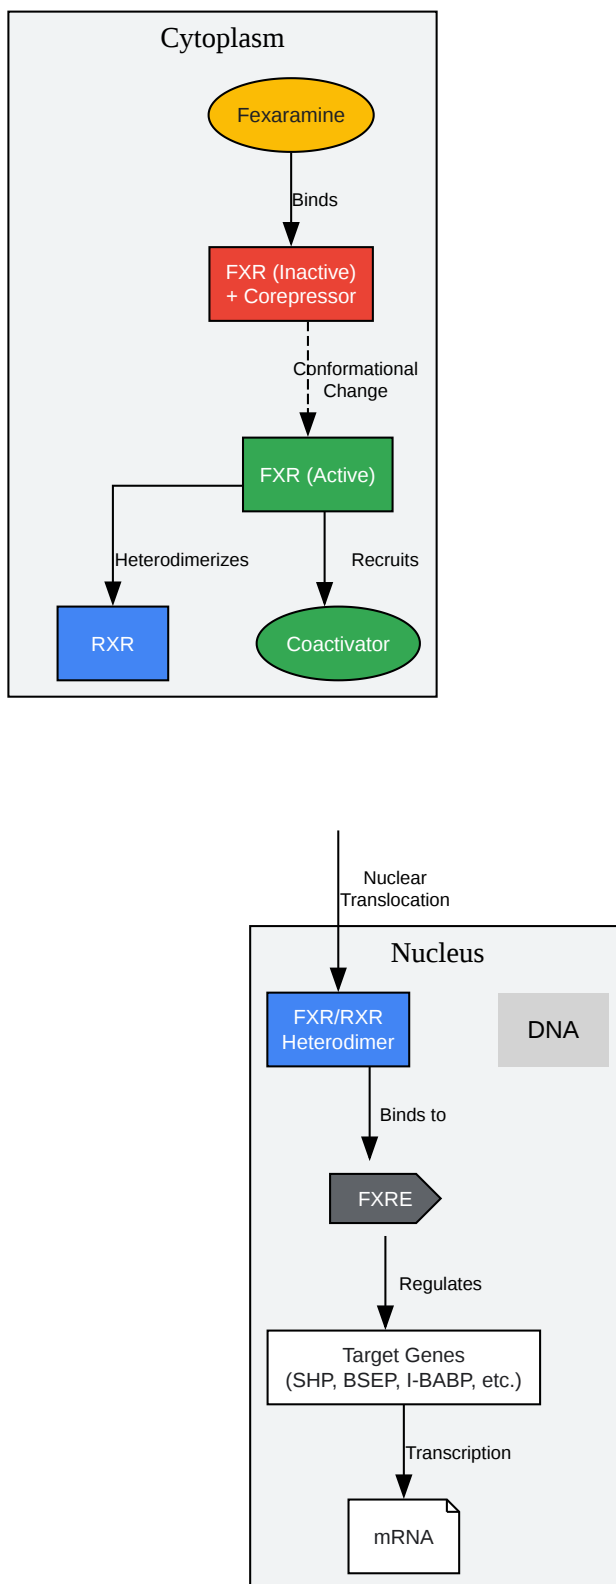 Cytoplasm
Fexaramine
Binds
FXR (Inactive)
+ Corepressor
Conformational
Change
FXR (Active)
Heterodimerizes
Recruits
RXR
Coactivator
Nuclear
Translocation
Nucleus
FXR/RXR
Heterodimer
DNA
Binds to
FXRE
Regulates
Target Genes
(SHP, BSEP, I-BABP, etc.)
Transcription
mRNA